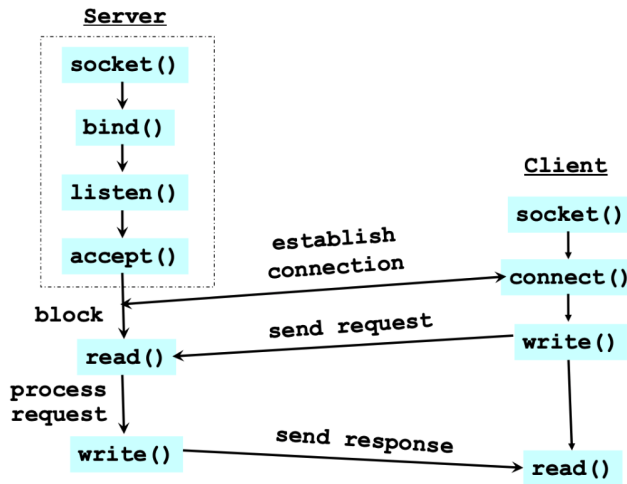 Server
socket()
bind()
listen()
accept()
Client
socket()
establish
connection
connect()
block
send request
write()
read()
process
request
send response
write()
read()